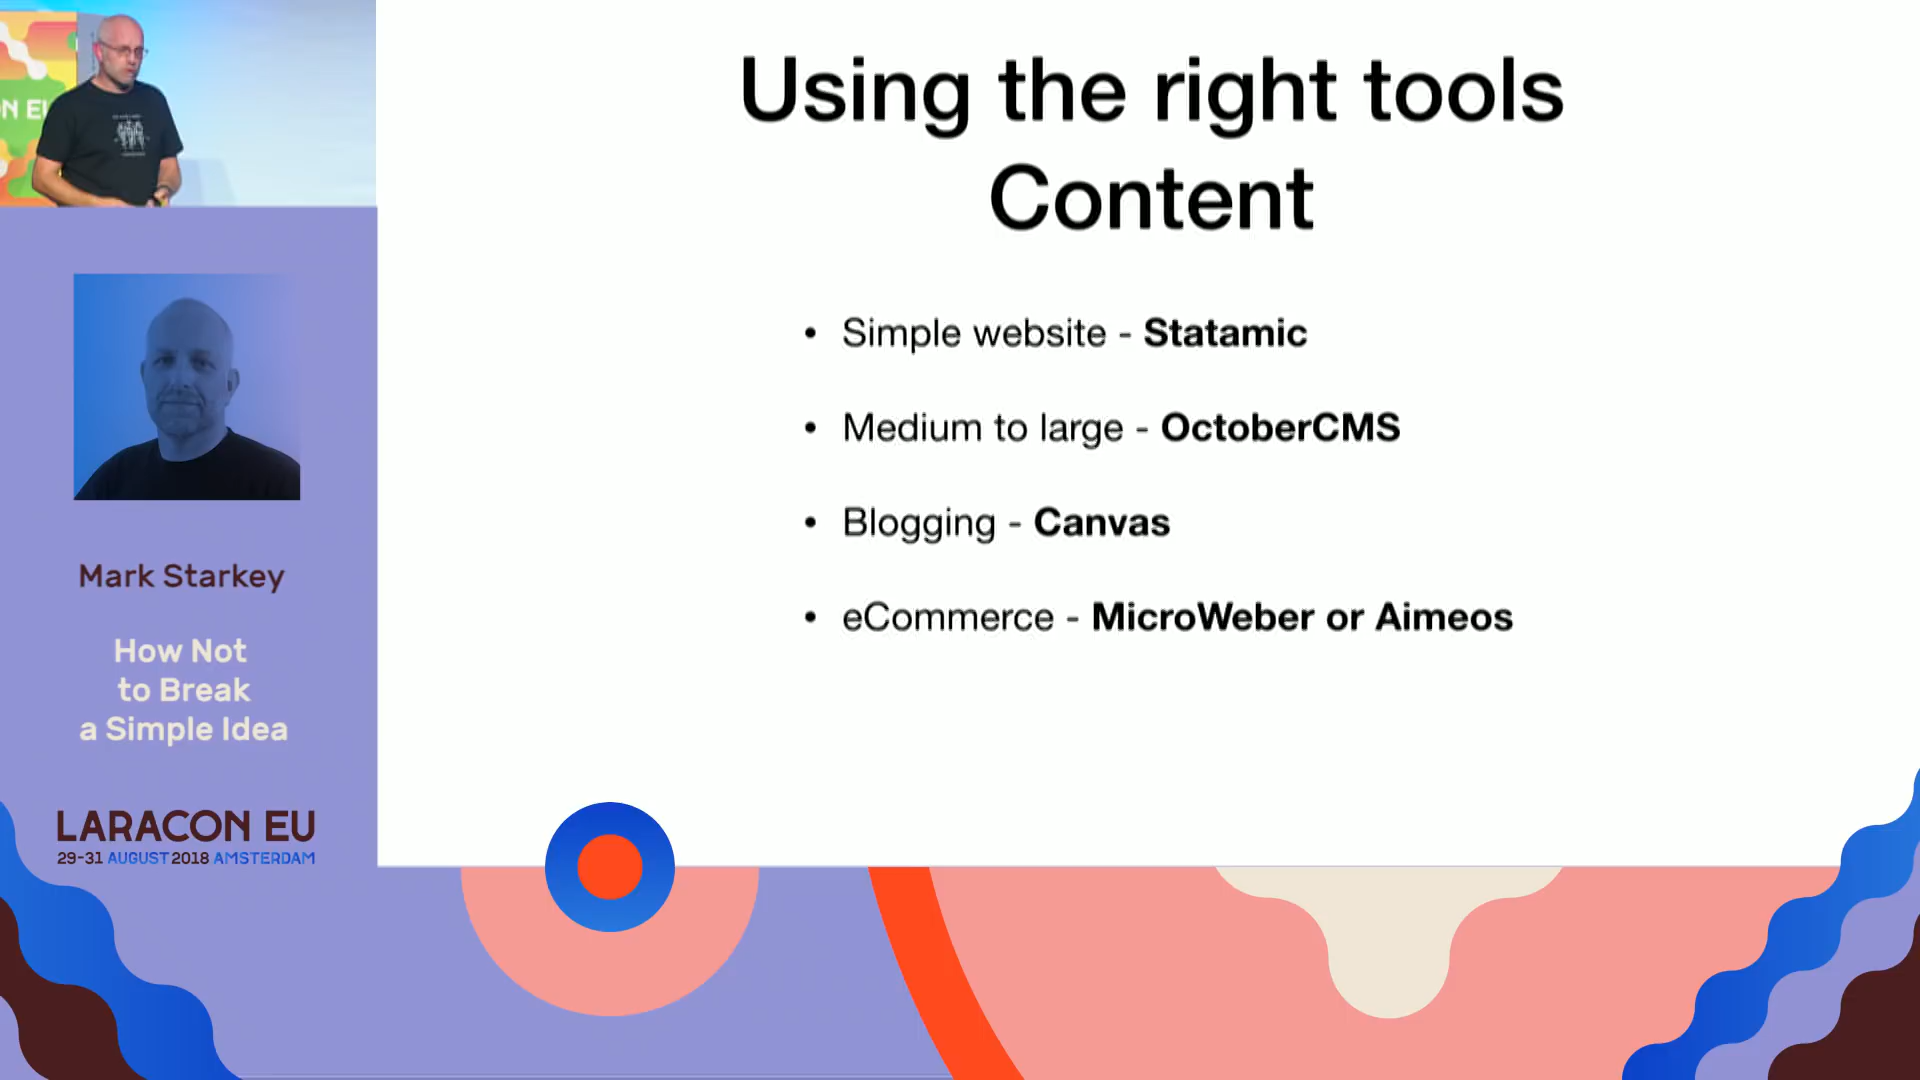 Using the right tools
Content
• Simple website - Statamic
• Medium to large - OctoberCMS
• Blogging - Canvas
• eCommerce - MicroWeber or Aimeos
Mark Starkey
How Not
to Break
a Simple Idea
LARACON EU
29-31 AUGUST 2018 AMSTERDAM